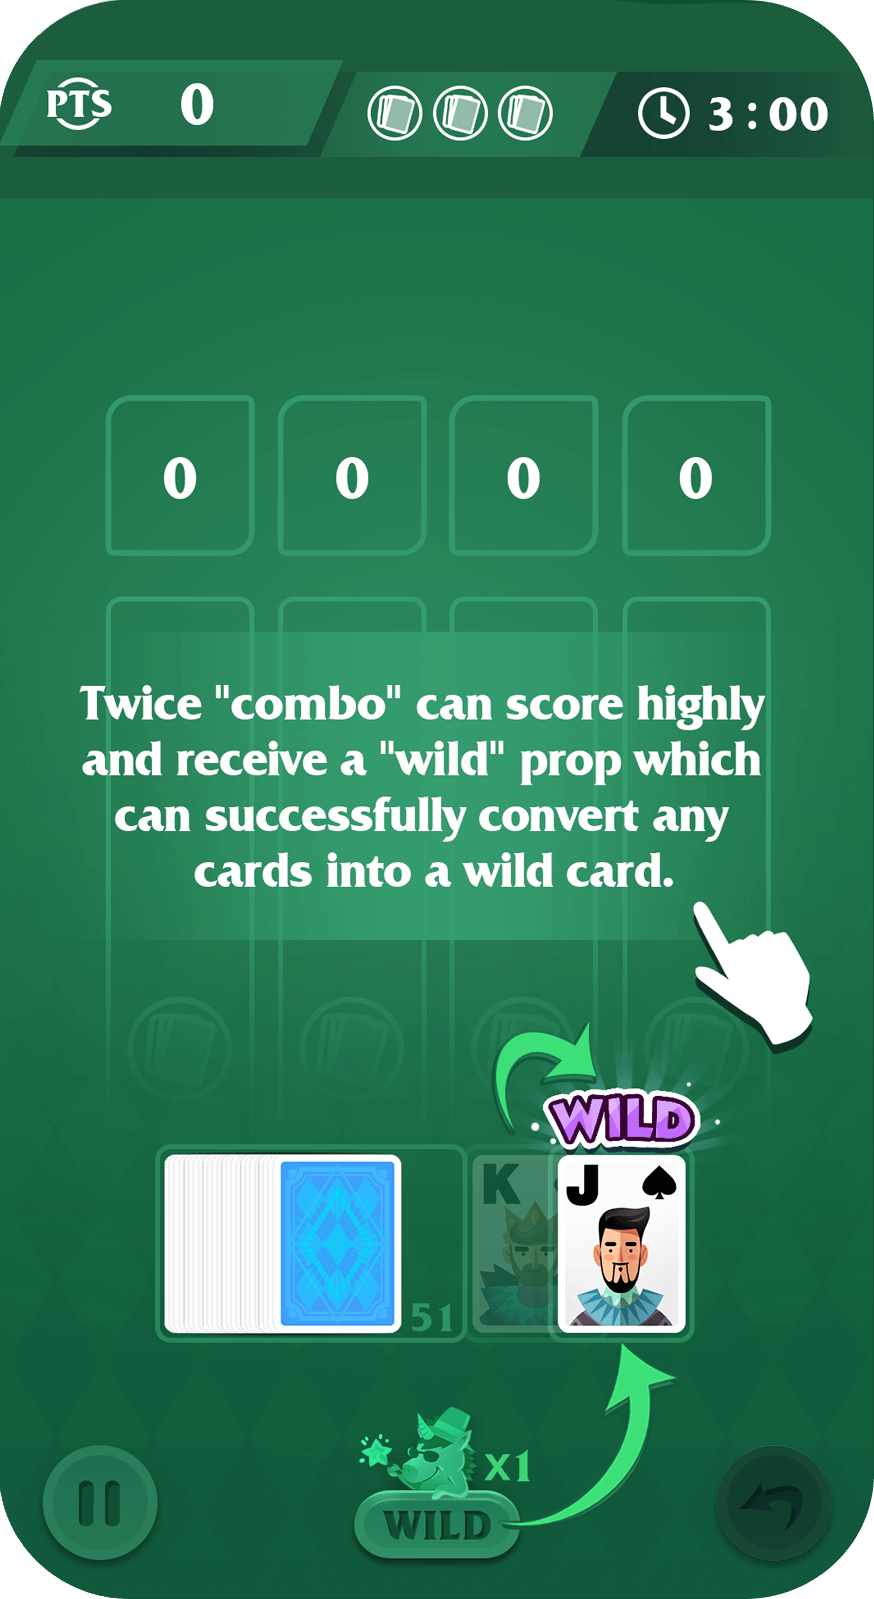 PTS 0 3:00
0 0 0 0
Twice "combo" can score highly
and receive a "wild" prop which
can successfully convert any
cards into a wild card.
WILD
K J
51
x1
WILD